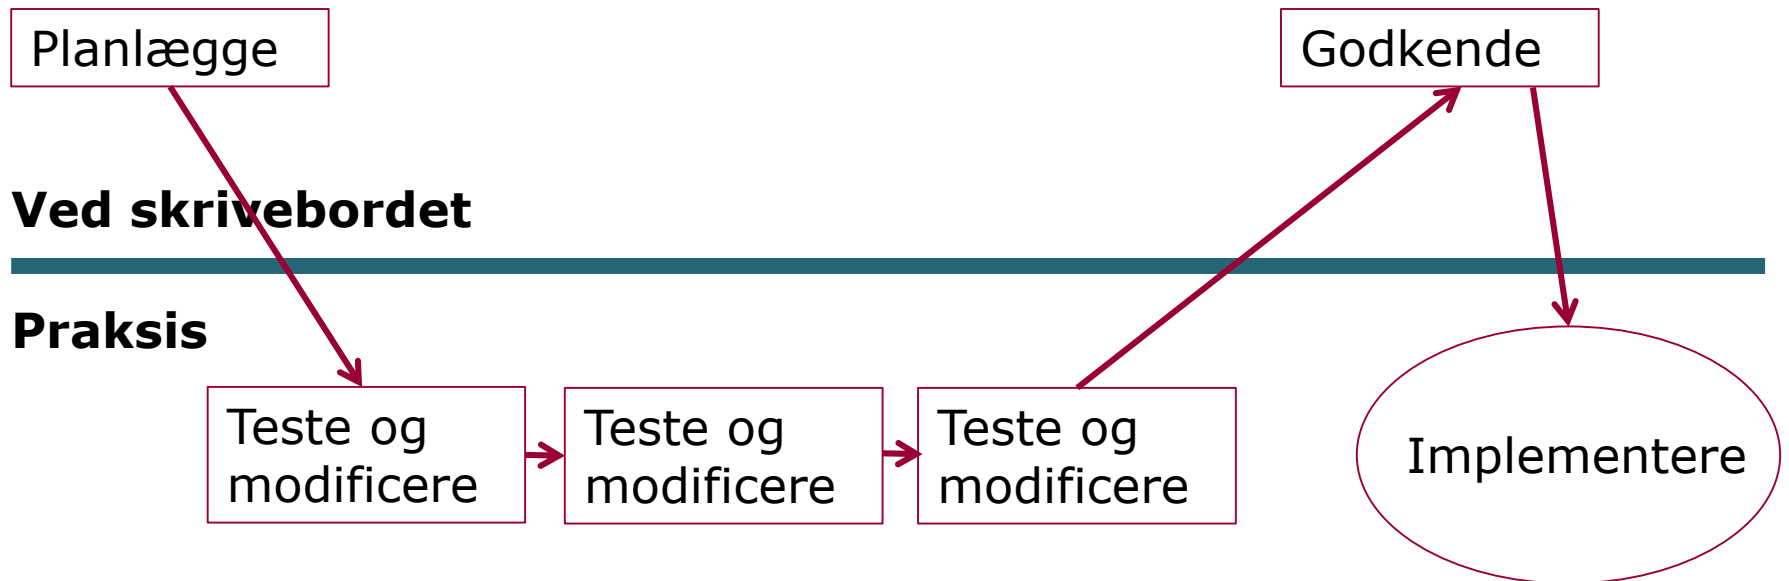 Planlægge
Godkende
Ved skrivebordet
Praksis
Teste og
modificere
Teste og
modificere
Teste og
modificere
Implementere